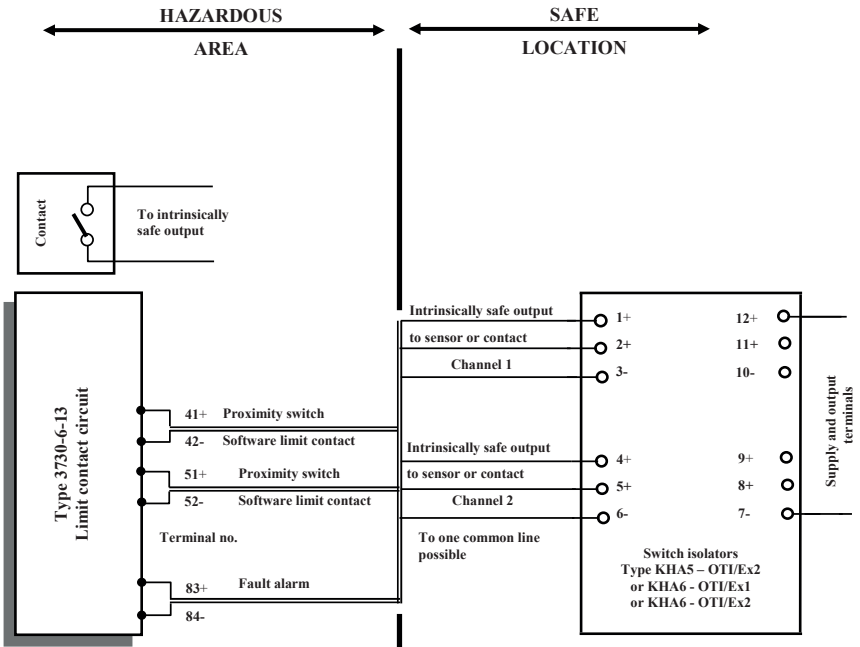 HAZARDOUS
AREA
SAFE
LOCATION
Contact
To intrinsically
safe output
Type 3730-6-13
Limit contact circuit
41+ Proximity switch
42- Software limit contact
51+ Proximity switch
52- Software limit contact
Terminal no.
83+ Fault alarm
84-
Intrinsically safe output
to sensor or contact
Channel 1
Intrinsically safe output
to sensor or contact
Channel 2
To one common line
possible
1+ 12+
2+ 11+
3- 10-
4+ 9+
5+ 8+
6- 7-
Switch isolators
Type KHA5 – OTI/Ex2
or KHA6 - OTI/Ex1
or KHA6 - OTI/Ex2
Supply and output
terminals